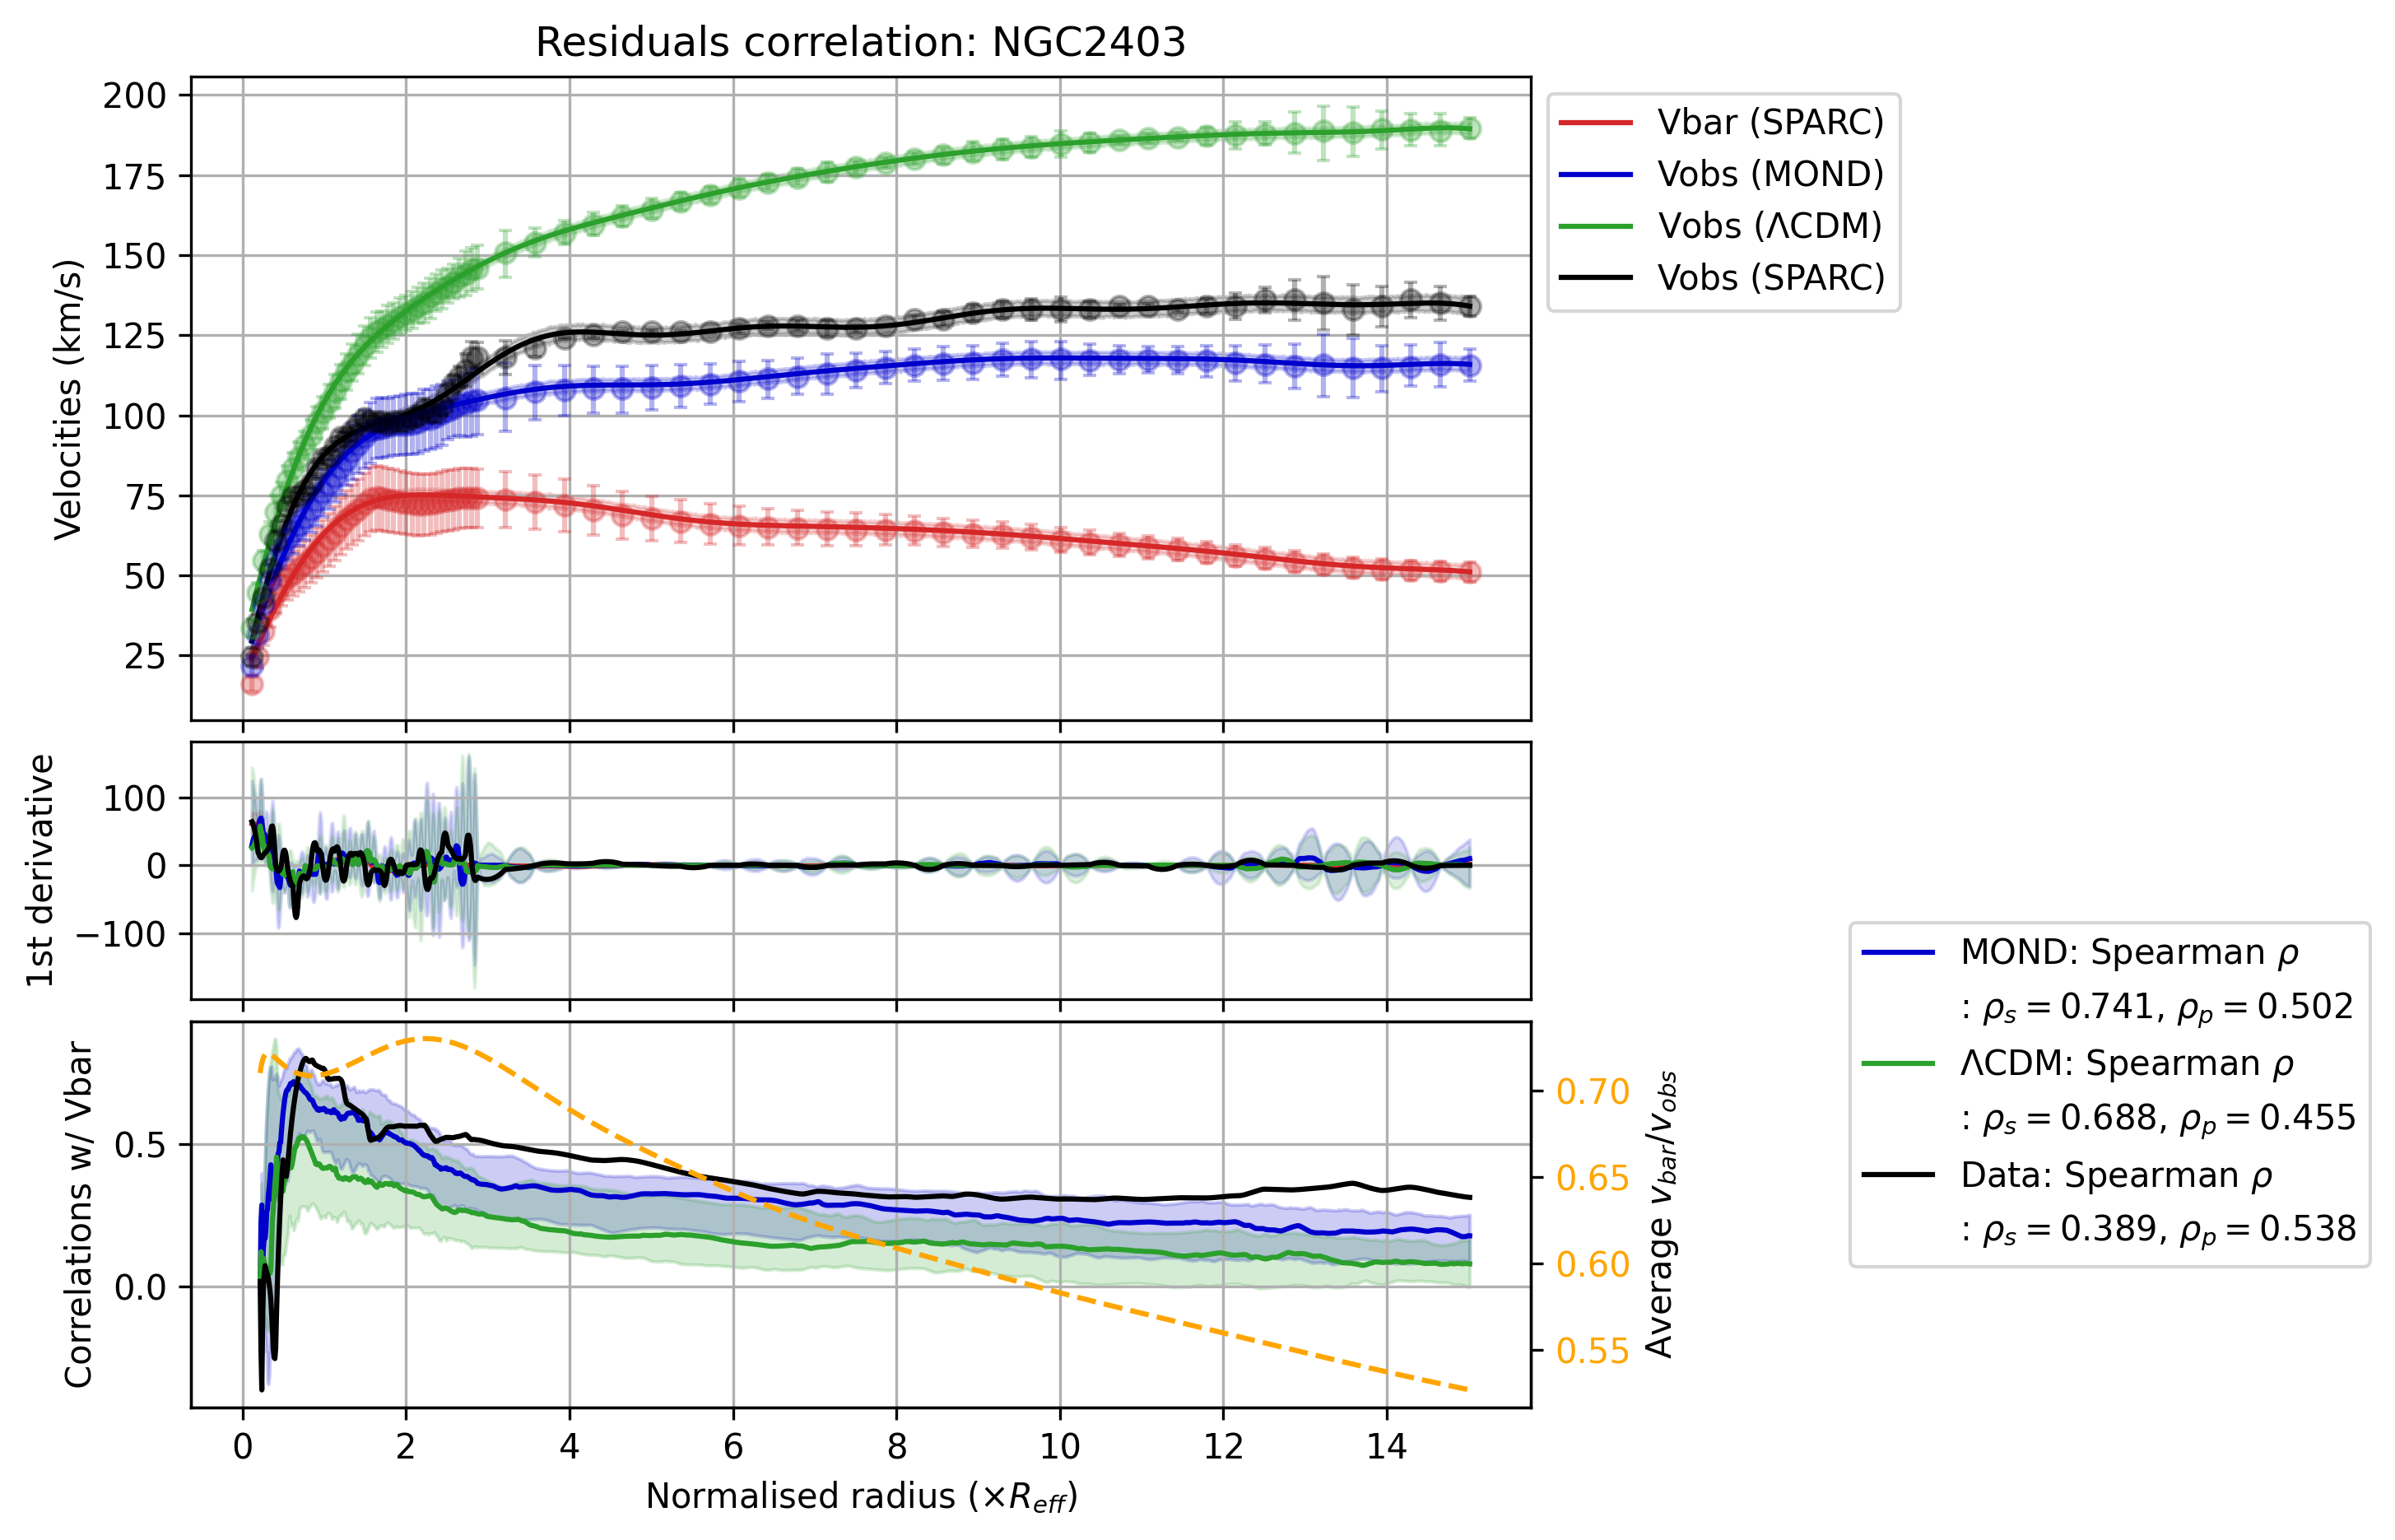 Residuals correlation: NGC2403
Velocities (km/s)
200
175
150
125
100
75
50
25
Vbar (SPARC)
Vobs (MOND)
Vobs (ΛCDM)
Vobs (SPARC)
1st derivative
100
0
−100
Correlations w/ Vbar
0.5
0.0
0.70
0.65
0.60
0.55
Average v_bar/v_obs
MOND: Spearman ρ
: ρ_s = 0.741, ρ_p = 0.502
ΛCDM: Spearman ρ
: ρ_s = 0.688, ρ_p = 0.455
Data: Spearman ρ
: ρ_s = 0.389, ρ_p = 0.538
0 2 4 6 8 10 12 14
Normalised radius (×R_eff)